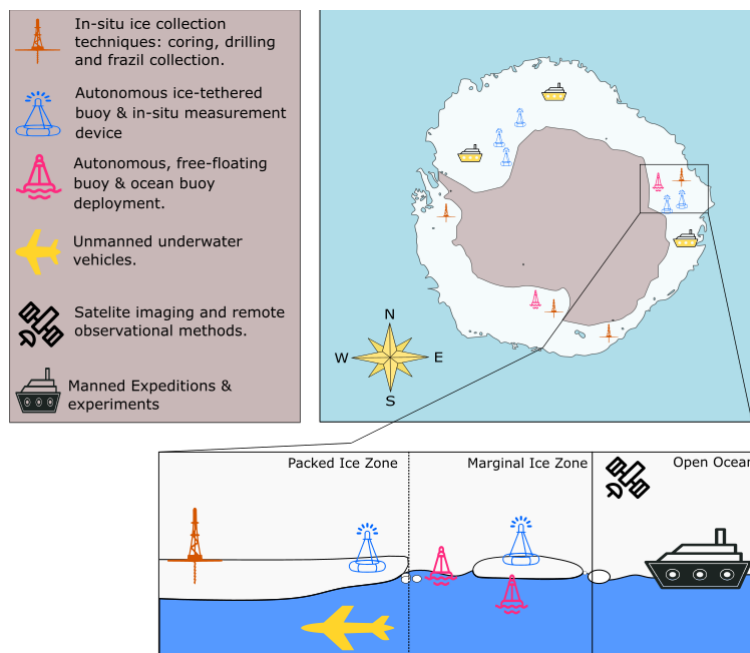 In-situ ice collection
techniques: coring, drilling
and frazil collection.
Autonomous ice-tethered
buoy & in-situ measurement
device
Autonomous, free-floating
buoy & ocean buoy
deployment.
Unmanned underwater
vehicles.
Satelite imaging and remote
observational methods.
Manned Expeditions &
experiments
N
W E
S
Packed Ice Zone Marginal Ice Zone Open Ocean